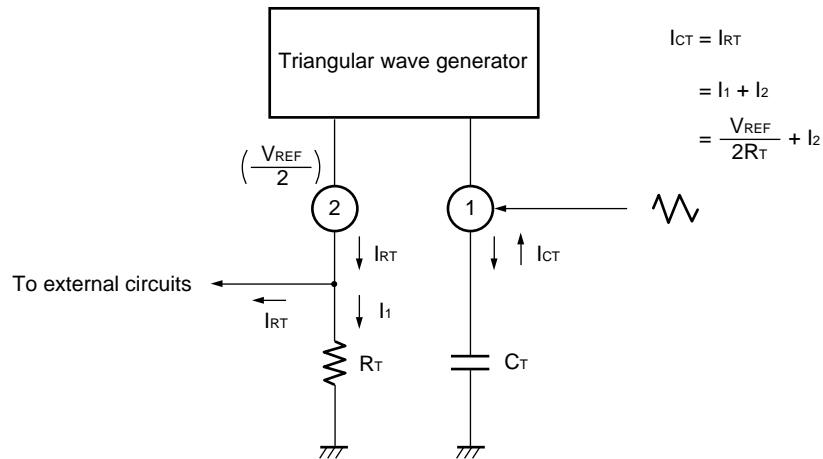 Triangular wave generator
ICT = IRT
= I1 + I2
= VREF / 2RT + I2
(VREF / 2)
2
1
IRT
ICT
To external circuits
IRT
I1
RT
CT